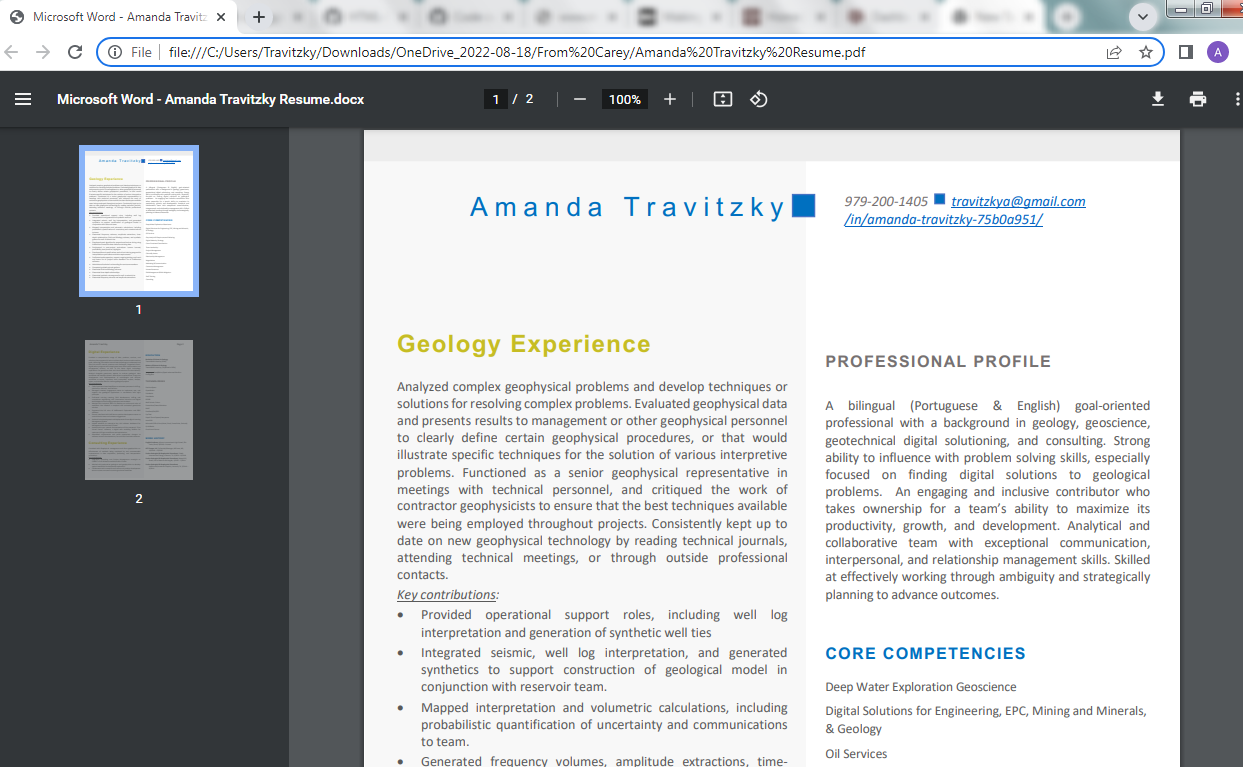 Microsoft Word - Amanda Travitz
File
file:///C:/Users/Travitzky/Downloads/OneDrive_2022-08-18/From%20Carey/Amanda%20Travitzky%20Resume.pdf
A
Microsoft Word - Amanda Travitzky Resume.docx
1 / 2
100%
1
2
Amanda Travitzky
979-200-1405 travitzkya@gmail.com
/in/amanda-travitzky-75b0a951/
Geology Experience
Analyzed complex geophysical problems and develop techniques or
solutions for resolving complex problems. Evaluated geophysical data
and presents results to management or other geophysical personnel
to clearly define certain geophysical procedures, or that would
illustrate specific techniques for the solution of various interpretive
problems. Functioned as a senior geophysical representative in
meetings with technical personnel, and critiqued the work of
contractor geophysicists to ensure that the best techniques available
were being employed throughout projects. Consistently kept up to
date on new geophysical technology by reading technical journals,
attending technical meetings, or through outside professional
contacts.
Key contributions:
• Provided operational support roles, including well log
interpretation and generation of synthetic well ties
• Integrated seismic, well log interpretation, and generated
synthetics to support construction of geological model in
conjunction with reservoir team.
• Mapped interpretation and volumetric calculations, including
probabilistic quantification of uncertainty and communications
to team.
• Generated frequency volumes, amplitude extractions, time-
PROFESSIONAL PROFILE
A bilingual (Portuguese & English) goal-oriented
professional with a background in geology, geoscience,
geotechnical digital solutioning, and consulting. Strong
ability to influence with problem solving skills, especially
focused on finding digital solutions to geological
problems. An engaging and inclusive contributor who
takes ownership for a team's ability to maximize its
productivity, growth, and development. Analytical and
collaborative team with exceptional communication,
interpersonal, and relationship management skills. Skilled
at effectively working through ambiguity and strategically
planning to advance outcomes.
CORE COMPETENCIES
Deep Water Exploration Geoscience
Digital Solutions for Engineering, EPC, Mining and Minerals,
& Geology
Oil Services